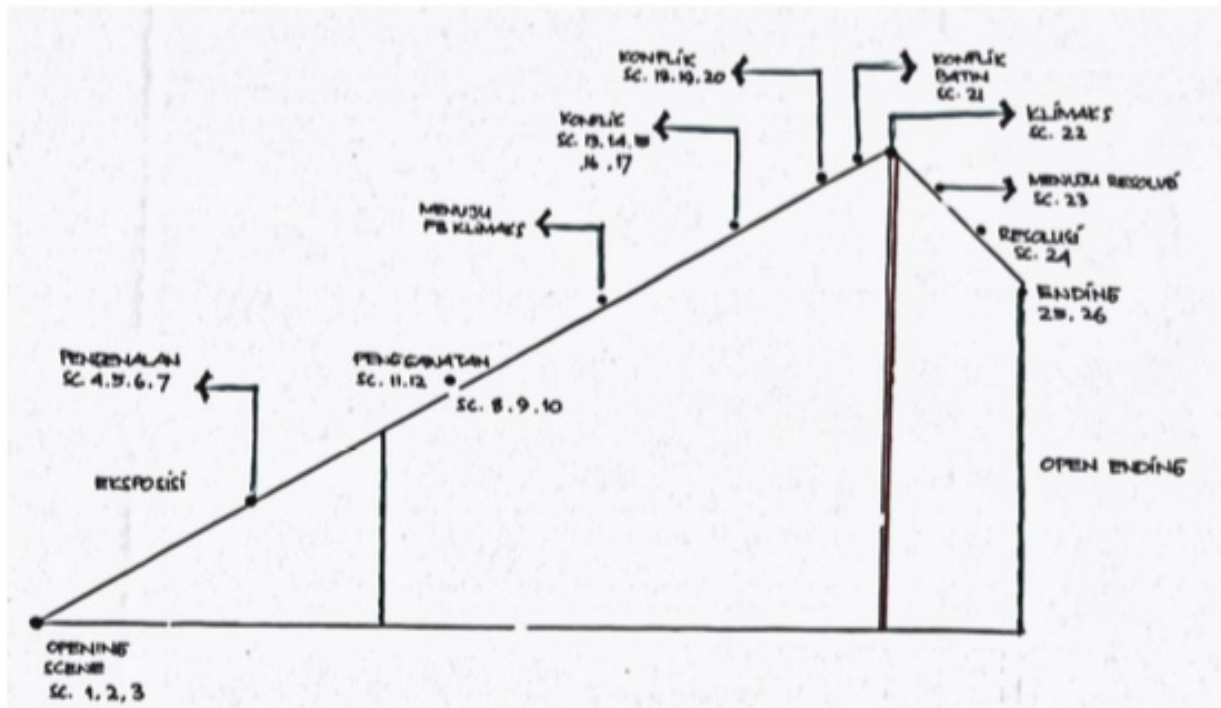 KONFLIK
SC. 18.19.20
KONFLIK
BATIN
SC. 21
KONFLIK
SC. 13.14.15
.16.17
KLIMAKS
SC. 22
MENUJU RESOLUSI
SC. 23
MENUJU
PRA KLIMAKS
RESOLUSI
SC. 24
ENDING
25.26
PENGENALAN
SC 4.5.6.7
SC. 11.12
SC. 8.9.10
EKSPOSISI
OPEN ENDING
OPENING
SCENE
SC. 1,2,3